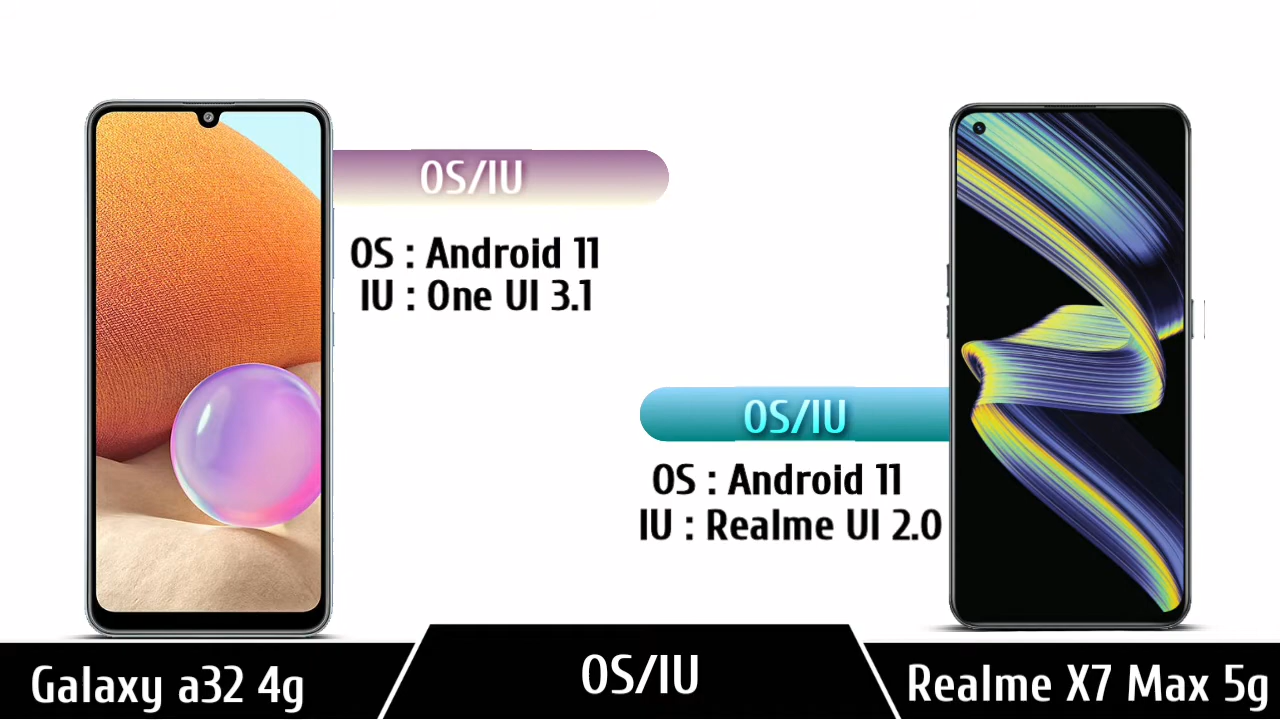 OS/IU
OS : Android 11
IU : One UI 3.1
OS/IU
OS : Android 11
IU : Realme UI 2.0
Galaxy a32 4g
OS/IU
Realme X7 Max 5g